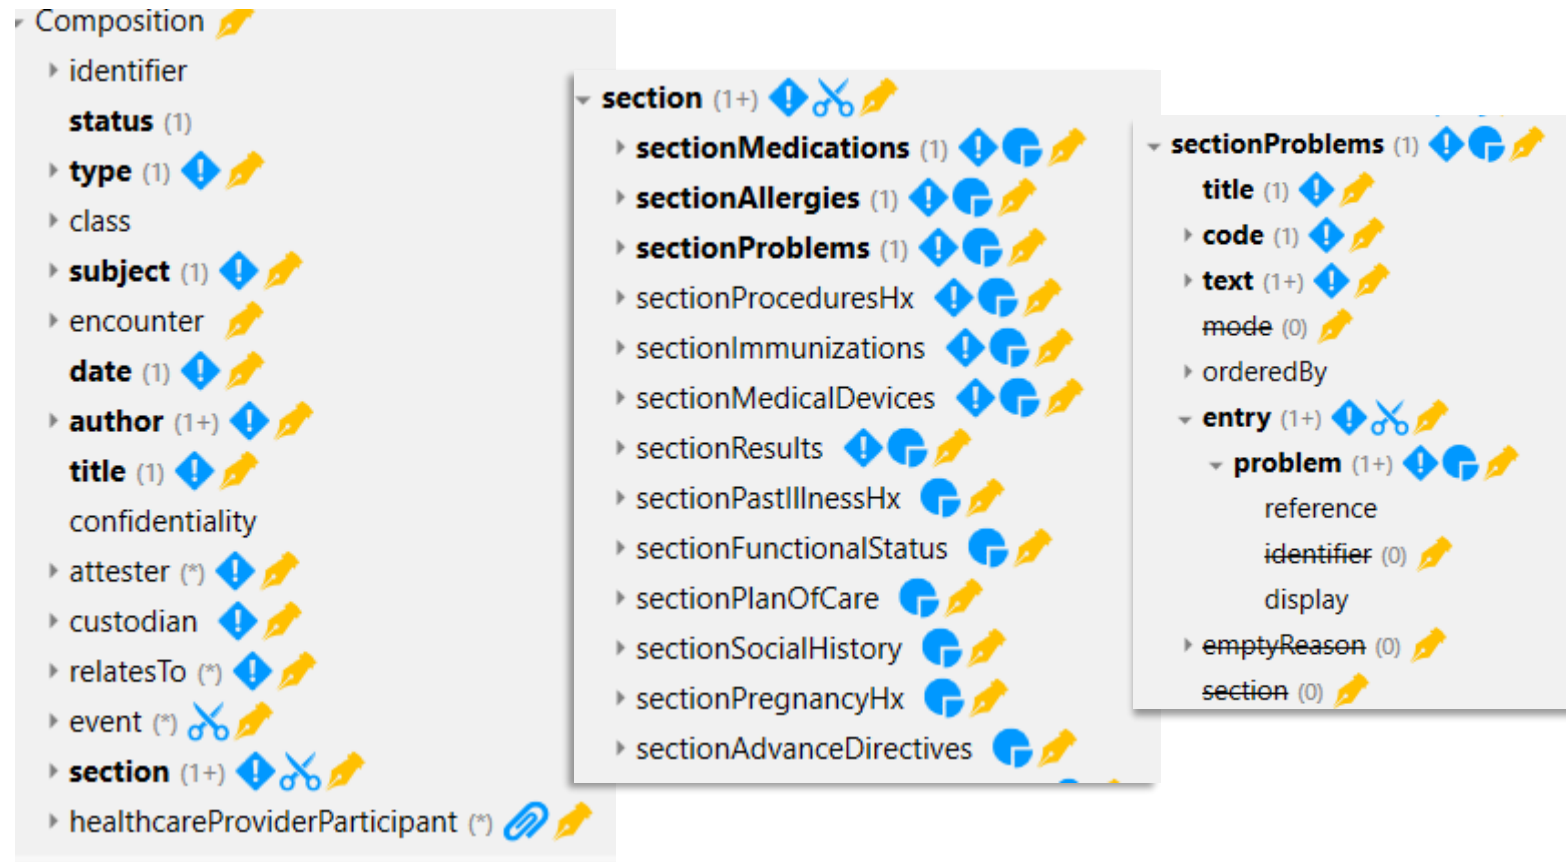 Composition
identifier
status (1)
type (1)
class
subject (1)
encounter
date (1)
author (1+)
title (1)
confidentiality
attester (*)
custodian
relatesTo (*)
event (*)
section (1+)
healthcareProviderParticipant (*)
section (1+)
sectionMedications (1)
sectionAllergies (1)
sectionProblems (1)
sectionProceduresHx
sectionImmunizations
sectionMedicalDevices
sectionResults
sectionPastIllnessHx
sectionFunctionalStatus
sectionPlanOfCare
sectionSocialHistory
sectionPregnancyHx
sectionAdvanceDirectives
sectionProblems (1)
title (1)
code (1)
text (1+)
mode (0)
orderedBy
entry (1+)
problem (1+)
reference
identifier (0)
display
emptyReason (0)
section (0)